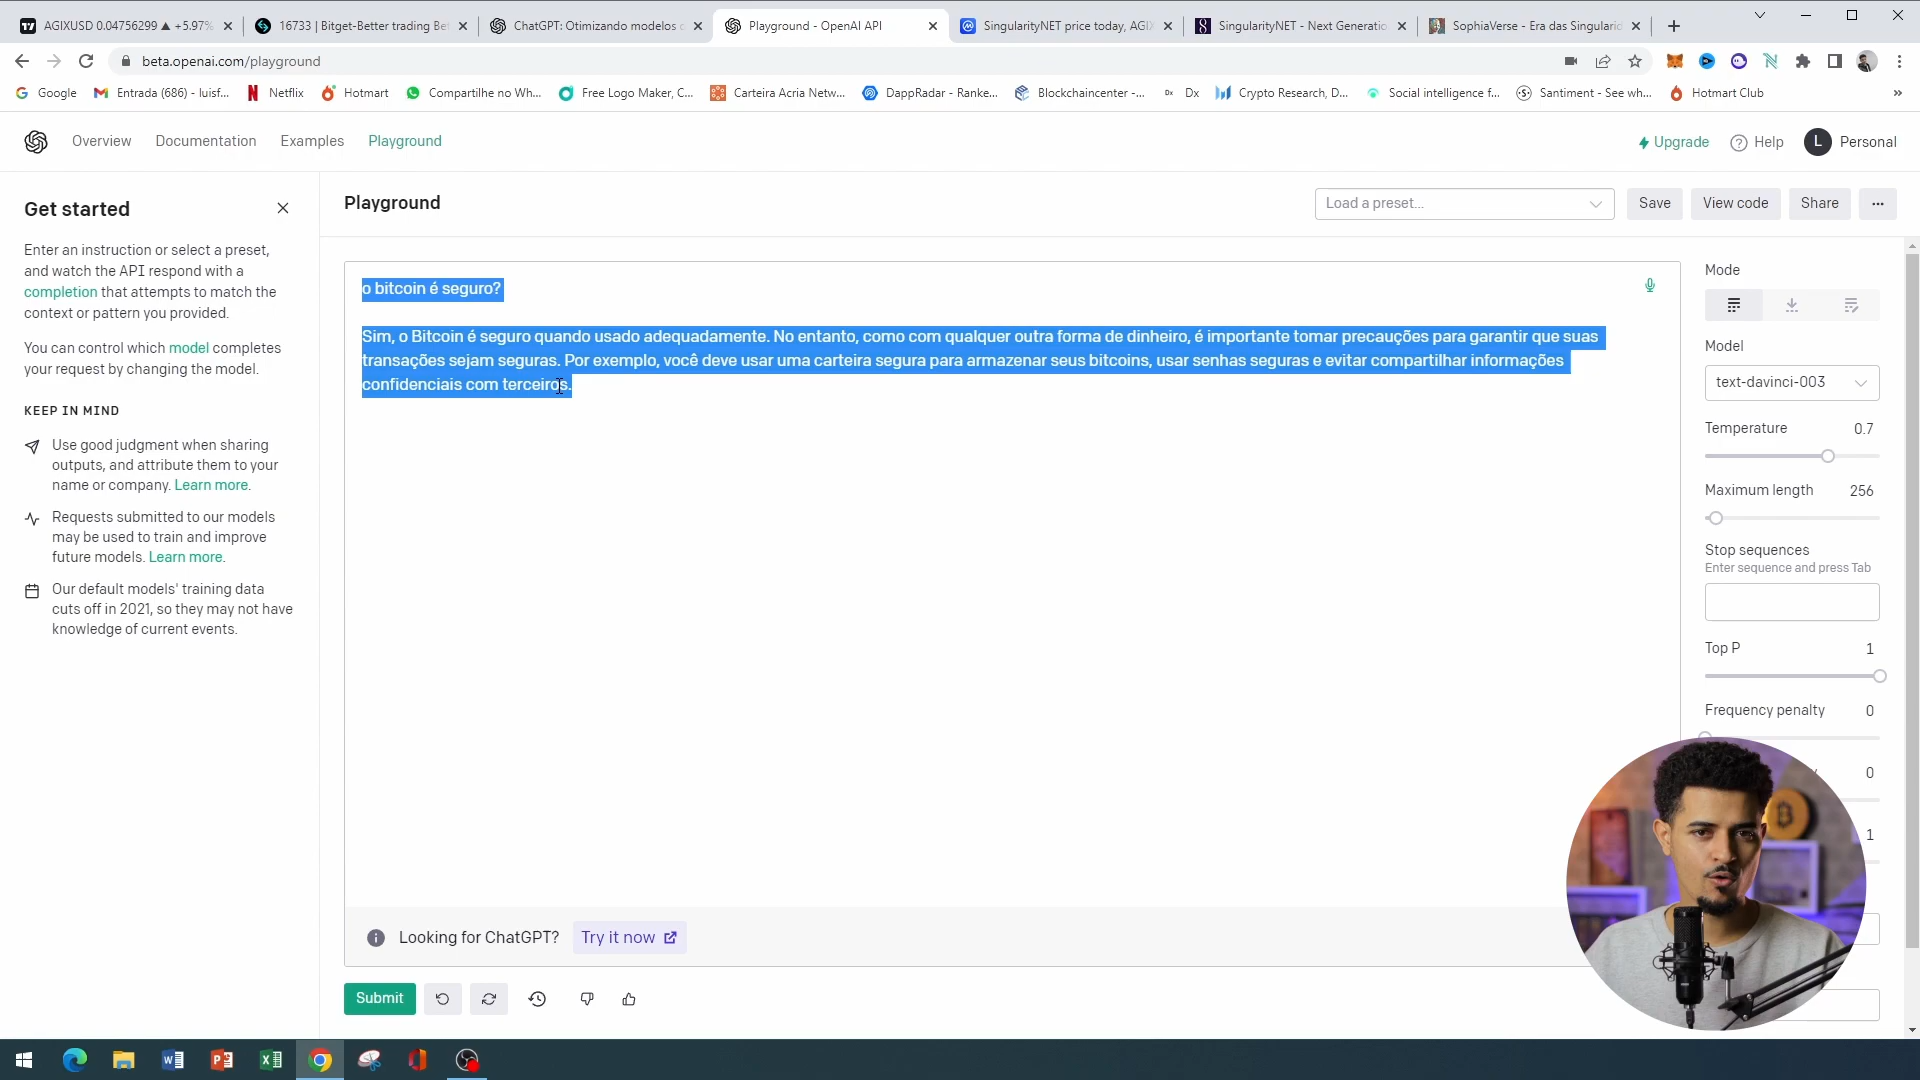 AGIXUSD 0.04756299 ▲ +5.97%
16733 | Bitget-Better trading Be
ChatGPT: Otimizando modelos
Playground - OpenAI API
SingularityNET price today, AGI
SingularityNET - Next Generatio
SophiaVerse - Era das Singularid
beta.openai.com/playground
Google
Entrada (686) - luisf...
Netflix
Hotmart
Compartilhe no Wh...
Free Logo Maker, C...
Carteira Acria Netw...
DappRadar - Ranke...
Blockchaincenter -...
Dx Dx
Crypto Research, D...
Social intelligence f...
Santiment - See wh...
Hotmart Club
»
Overview
Documentation
Examples
Playground
Upgrade
Help
L
Personal
Get started
Enter an instruction or select a preset,
and watch the API respond with a
completion that attempts to match the
context or pattern you provided.
You can control which model completes
your request by changing the model.
KEEP IN MIND
Use good judgment when sharing
outputs, and attribute them to your
name or company. Learn more.
Requests submitted to our models
may be used to train and improve
future models. Learn more.
Our default models' training data
cuts off in 2021, so they may not have
knowledge of current events.
Playground
Load a preset...
Save
View code
Share
...
o bitcoin é seguro?
Sim, o Bitcoin é seguro quando usado adequadamente. No entanto, como com qualquer outra forma de dinheiro, é importante tomar precauções para garantir que suas
transações sejam seguras. Por exemplo, você deve usar uma carteira segura para armazenar seus bitcoins, usar senhas seguras e evitar compartilhar informações
confidenciais com terceiros.
Looking for ChatGPT?
Try it now
Submit
Mode
Model
text-davinci-003
Temperature 0.7
Maximum length 256
Stop sequences
Enter sequence and press Tab
Top P 1
Frequency penalty 0
0
1